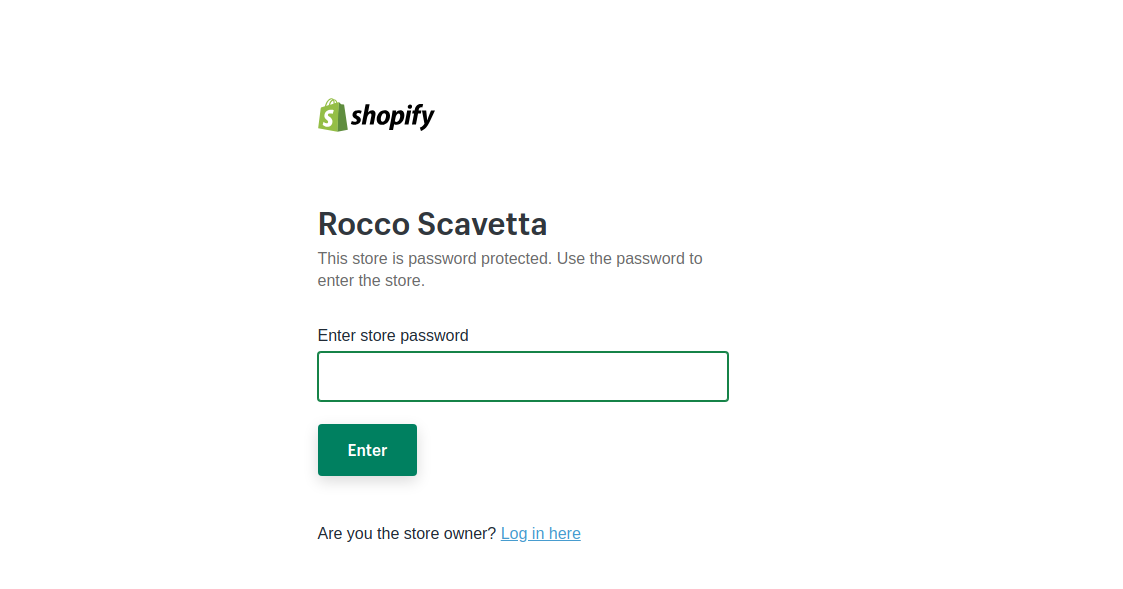 shopify
Rocco Scavetta
This store is password protected. Use the password to
enter the store.
Enter store password
Enter
Are you the store owner? Log in here